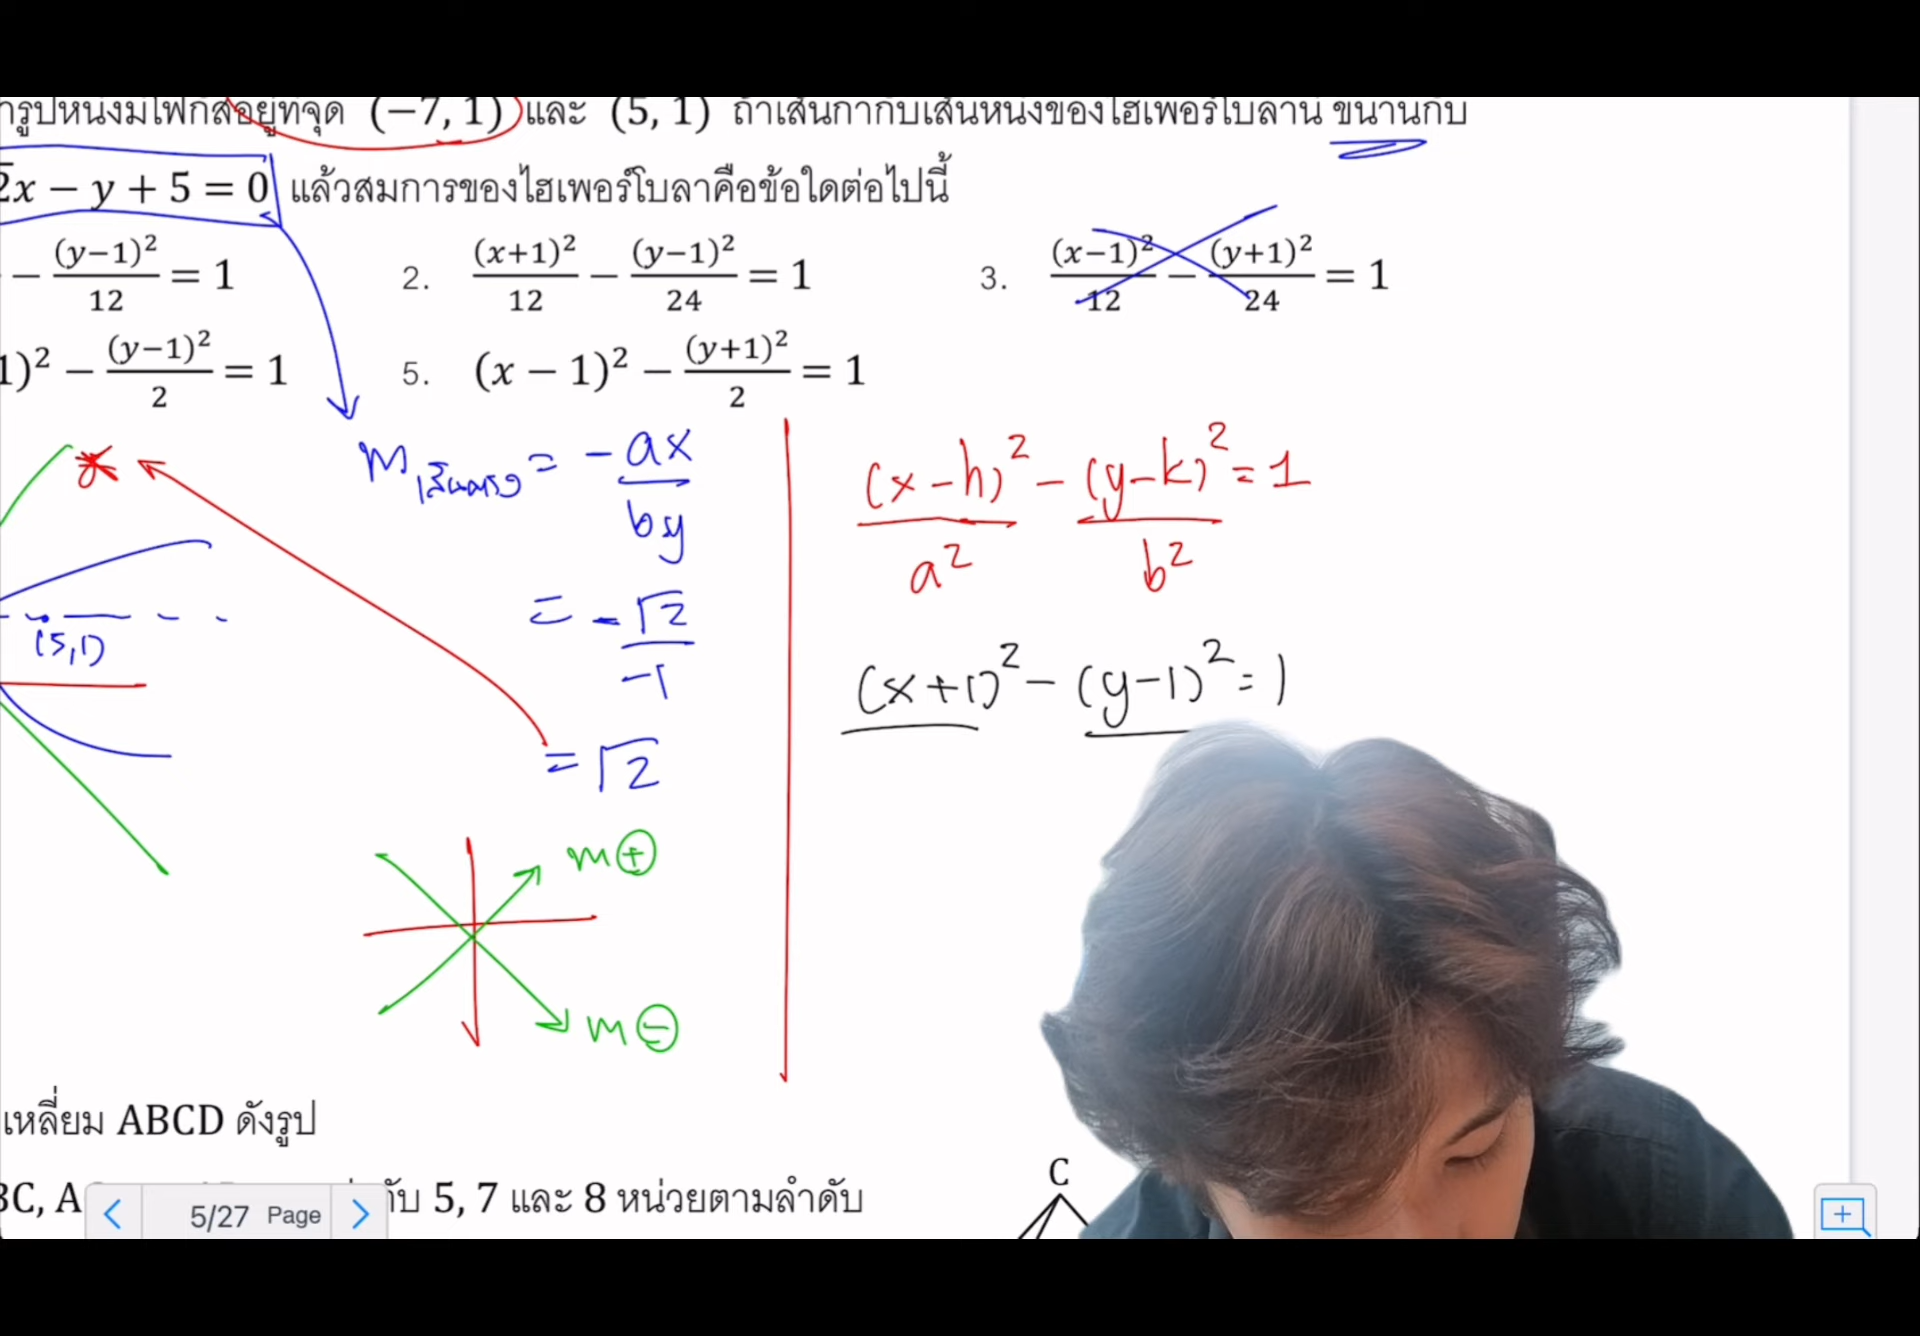 อยู่ที่จุด (−7, 1) และ (5, 1) ถ้าเส้นกำกับเส้นหนึ่งของไฮเพอร์โบลานี้ ขนานกับ
2x − y + 5 = 0 แล้วสมการของไฮเพอร์โบลาคือข้อใดต่อไปนี้
− (y−1)²/12 = 1 2. (x+1)²/12 − (y−1)²/24 = 1 3. (x−1)²/12 − (y+1)²/24 = 1
1)² − (y−1)²/2 = 1 5. (x − 1)² − (y+1)²/2 = 1
m เส้นตรง = −ax/by
= −√2/−1
= √2
(5,1)
m⊕
m⊖
(x−h)²/a² − (y−k)²/b² = 1
(x+1)² − (y−1)² = 1
เหลี่ยม ABCD ดังรูป
BC, A กับ 5, 7 และ 8 หน่วยตามลำดับ
C
5/27 Page